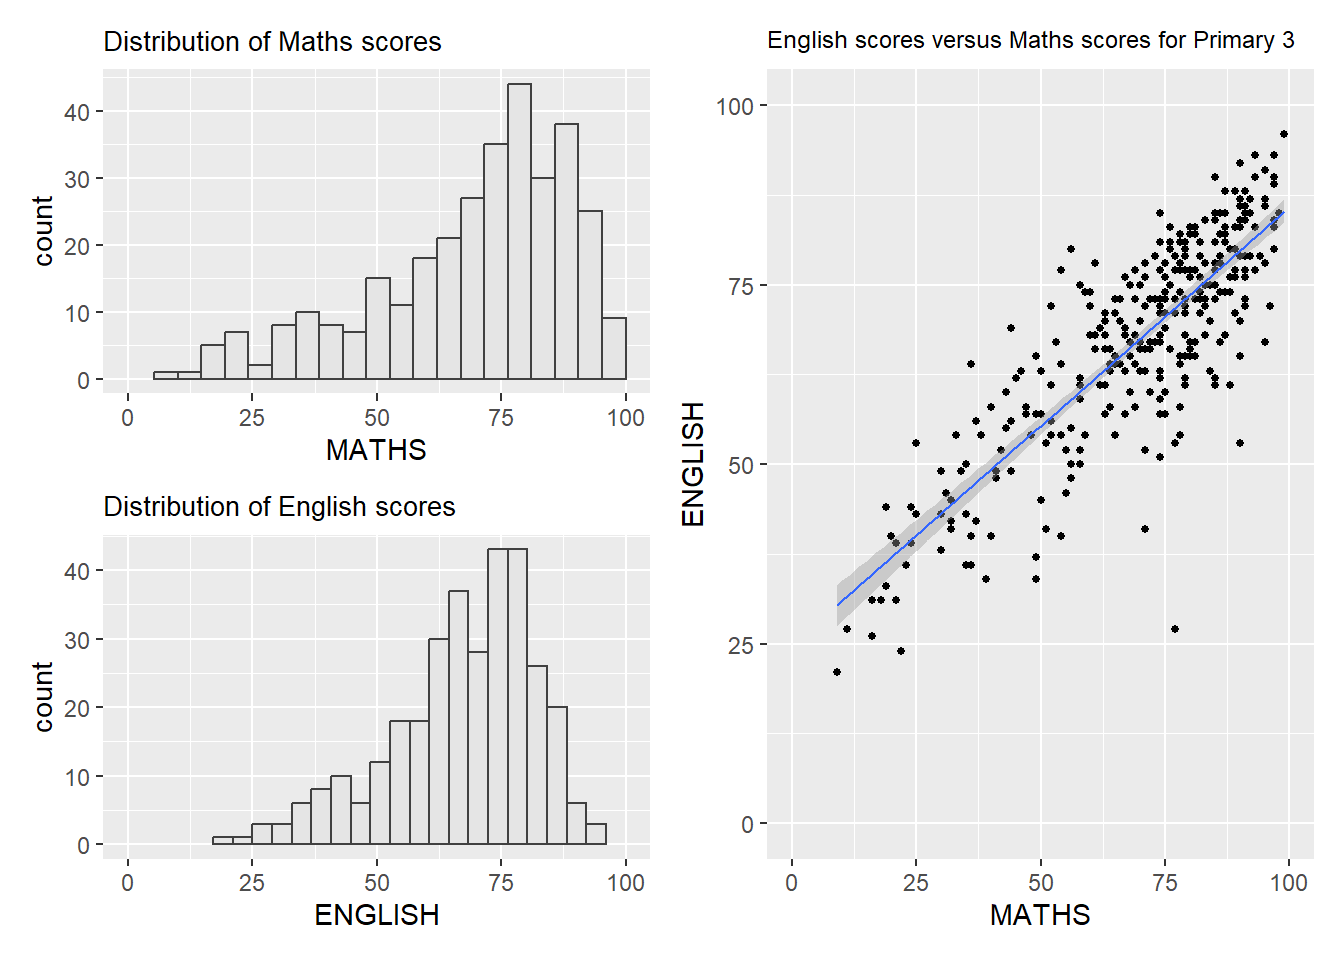 Distribution of Maths scores
40
30
20
10
0
count
0 25 50 75 100
MATHS
Distribution of English scores
40
30
20
10
0
count
0 25 50 75 100
ENGLISH
English scores versus Maths scores for Primary 3
100
75
50
25
0
ENGLISH
0 25 50 75 100
MATHS